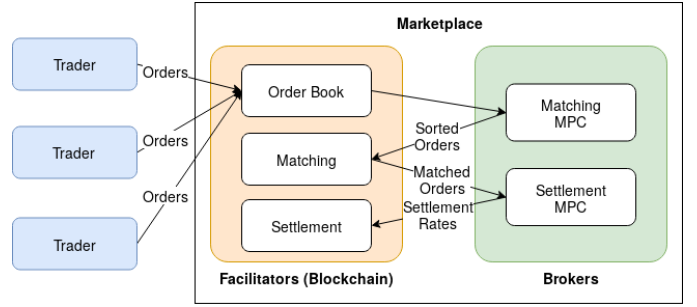 Marketplace
Trader
Orders
Order Book
Matching
MPC
Sorted
Orders
Trader
Orders
Matching
Matched
Orders
Settlement
MPC
Orders
Settlement
Rates
Trader
Settlement
Facilitators (Blockchain)
Brokers